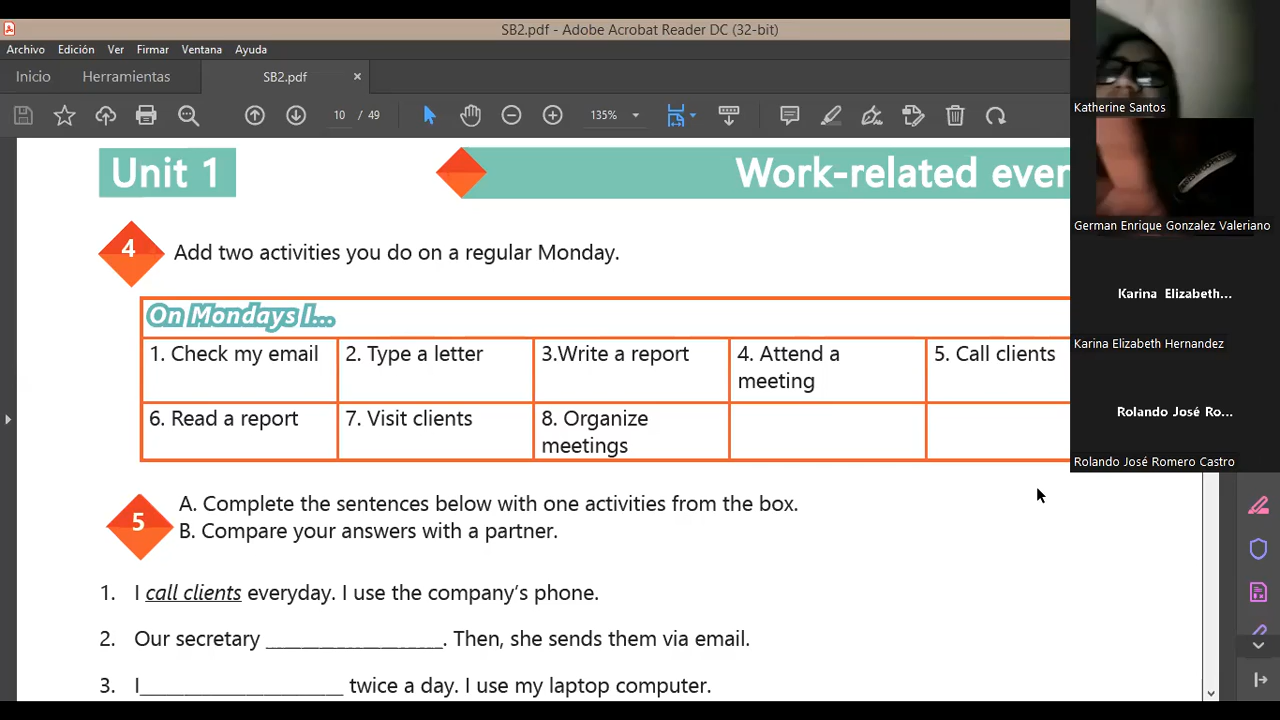 SB2.pdf - Adobe Acrobat Reader DC (32-bit)
Archivo Edición Ver Firmar Ventana Ayuda
Inicio Herramientas SB2.pdf ×
10 / 49 135%
Unit 1
Work-related even
4 Add two activities you do on a regular Monday.
On Mondays I...
1. Check my email
2. Type a letter
3.Write a report
4. Attend a
meeting
5. Call clients
6. Read a report
7. Visit clients
8. Organize
meetings
5 A. Complete the sentences below with one activities from the box.
B. Compare your answers with a partner.
1. I call clients everyday. I use the company's phone.
2. Our secretary ____________________. Then, she sends them via email.
3. I_______________________ twice a day. I use my laptop computer.
Katherine Santos
German Enrique Gonzalez Valeriano
Karina Elizabeth...
Karina Elizabeth Hernandez
Rolando José Ro...
Rolando José Romero Castro